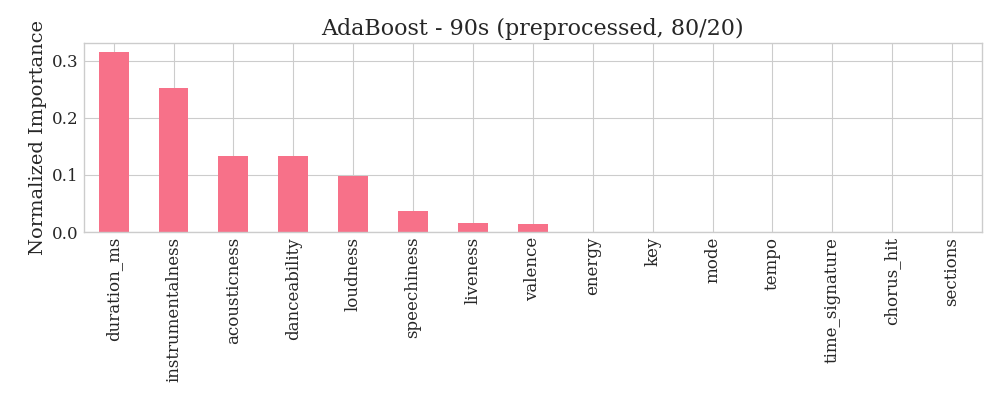 AdaBoost - 90s (preprocessed, 80/20)
Normalized Importance
0.3
0.2
0.1
0.0
duration_ms
instrumentalness
acousticness
danceability
loudness
speechiness
liveness
valence
energy
key
mode
tempo
time_signature
chorus_hit
sections